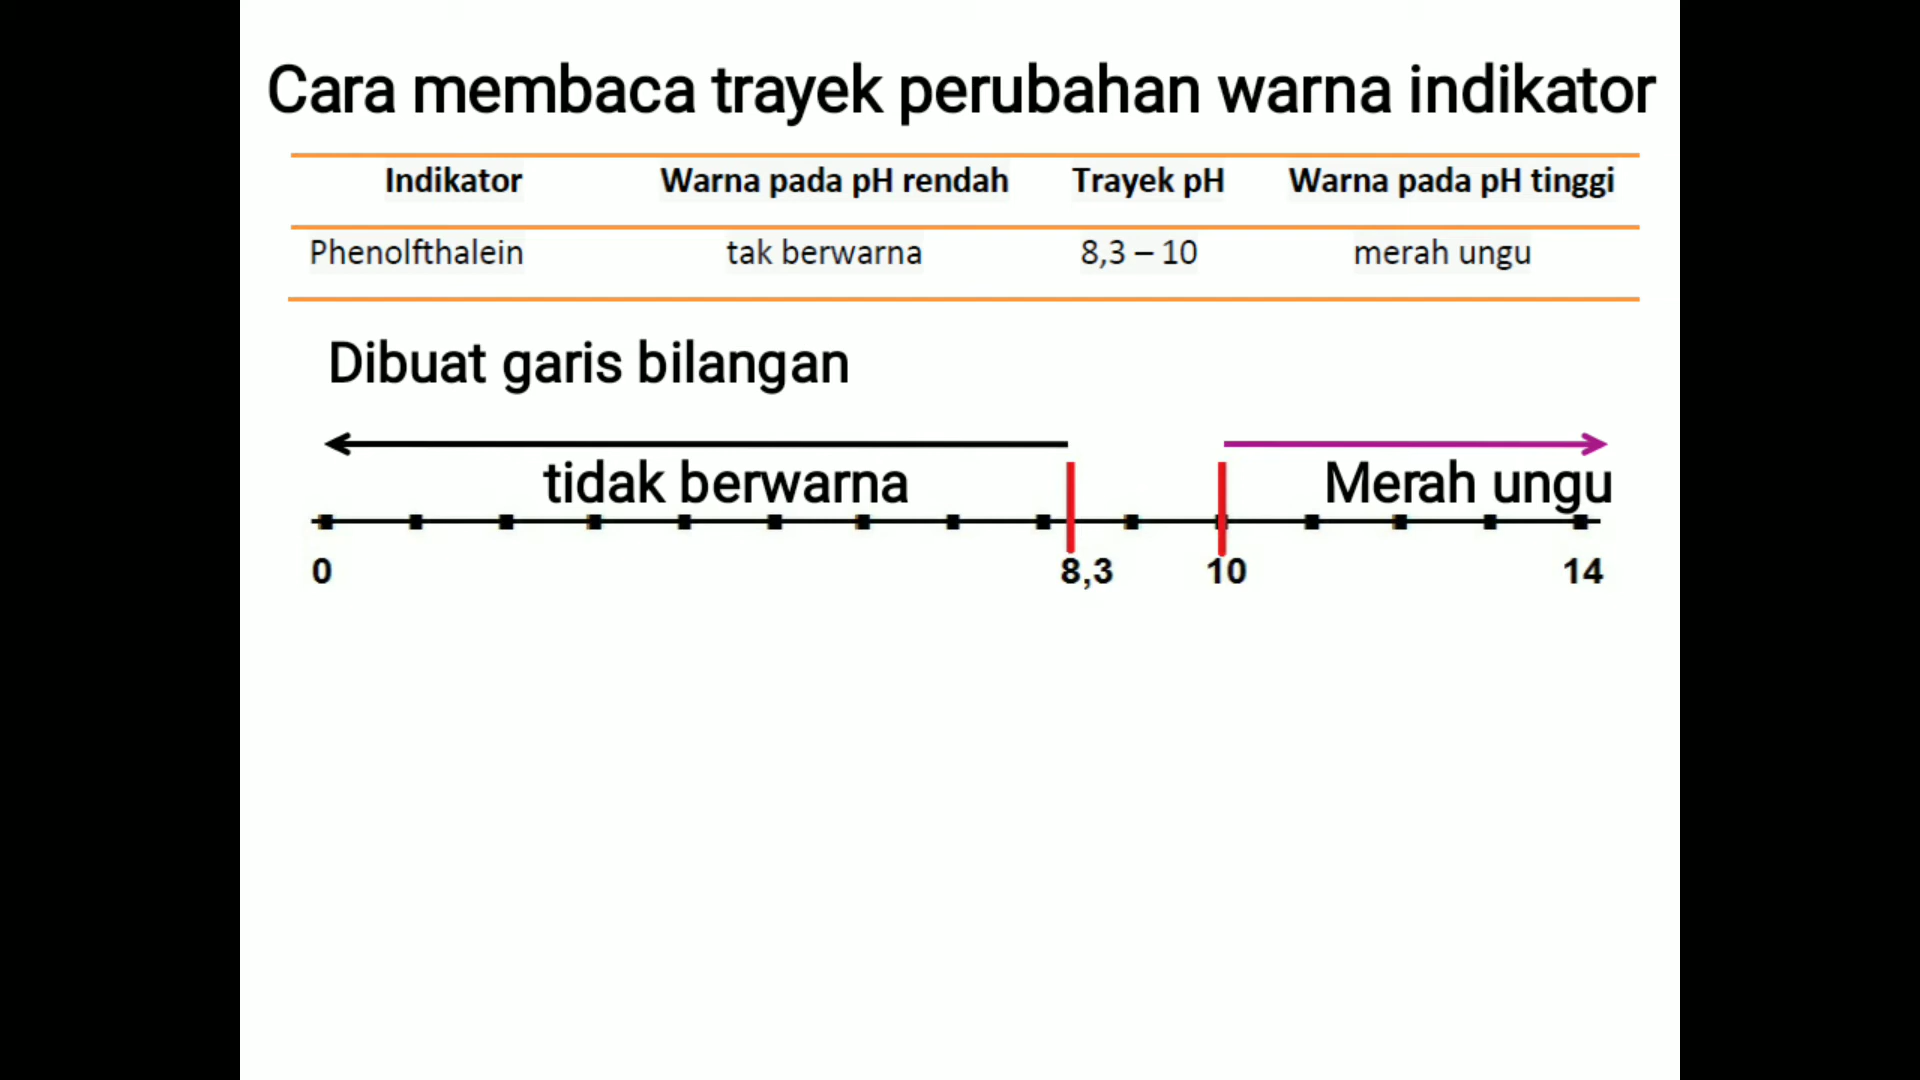 Cara membaca trayek perubahan warna indikator
Indikator Warna pada pH rendah Trayek pH Warna pada pH tinggi
Phenolfthalein tak berwarna 8,3 – 10 merah ungu
Dibuat garis bilangan
tidak berwarna Merah ungu
0 8,3 10 14